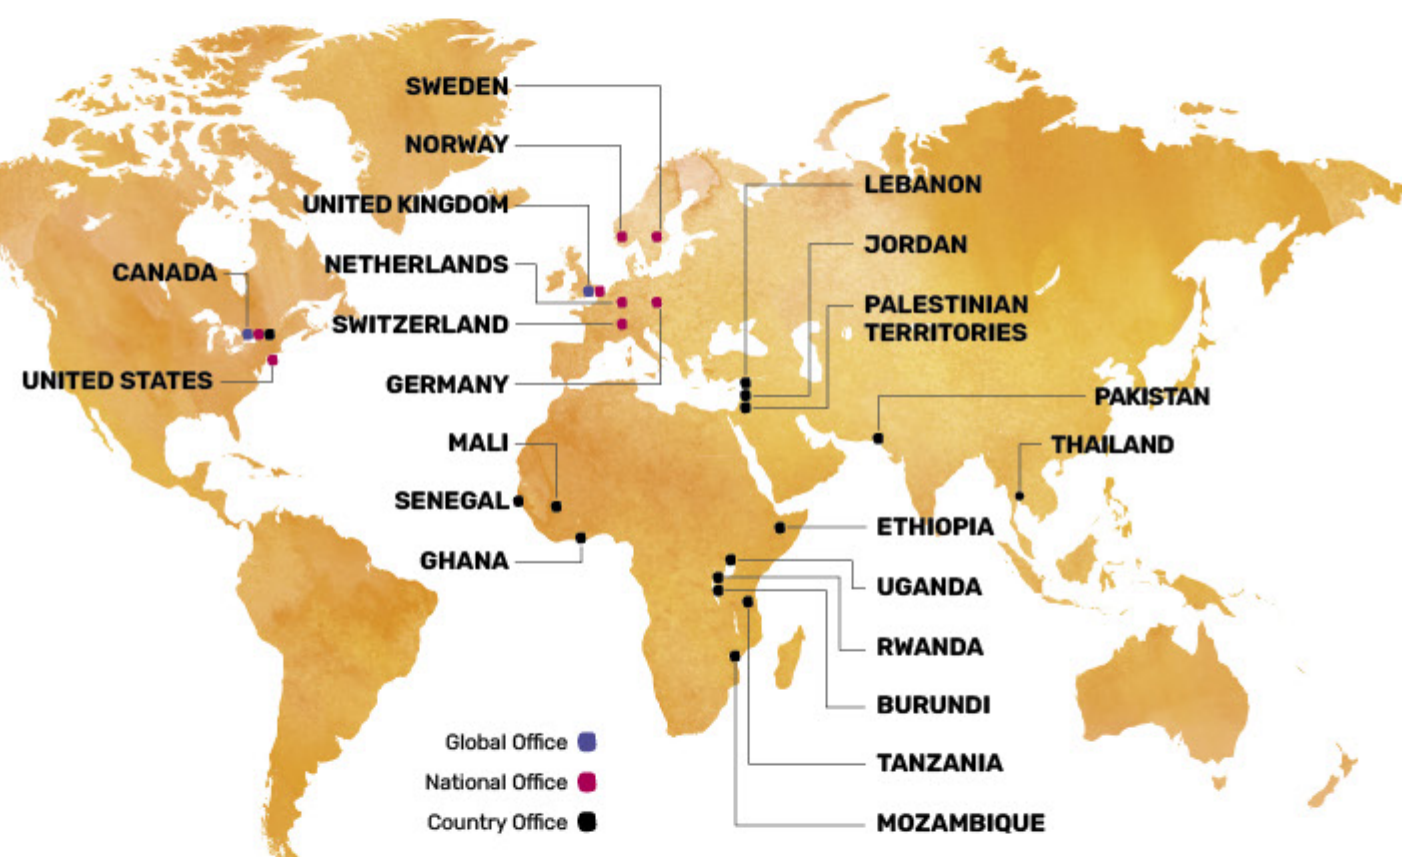 SWEDEN
NORWAY
UNITED KINGDOM
NETHERLANDS
SWITZERLAND
GERMANY
CANADA
UNITED STATES
MALI
SENEGAL
GHANA
LEBANON
JORDAN
PALESTINIAN
TERRITORIES
PAKISTAN
THAILAND
ETHIOPIA
UGANDA
RWANDA
BURUNDI
TANZANIA
MOZAMBIQUE
Global Office
National Office
Country Office